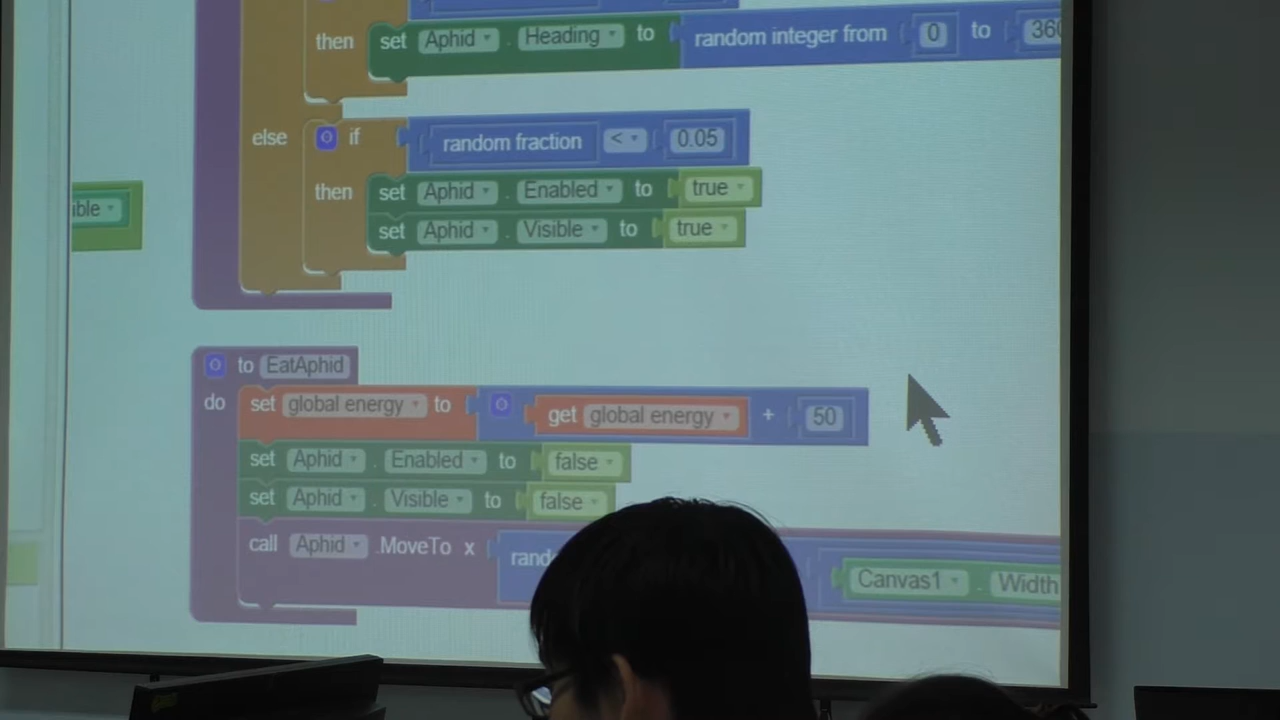 then set Aphid . Heading to random integer from 0 to 360
else if random fraction < 0.05
then set Aphid . Enabled to true
ible
set Aphid . Visible to true
to EatAphid
do set global energy to get global energy + 50
set Aphid . Enabled to false
set Aphid . Visible to false
call Aphid .MoveTo x rand
Canvas1 . Width